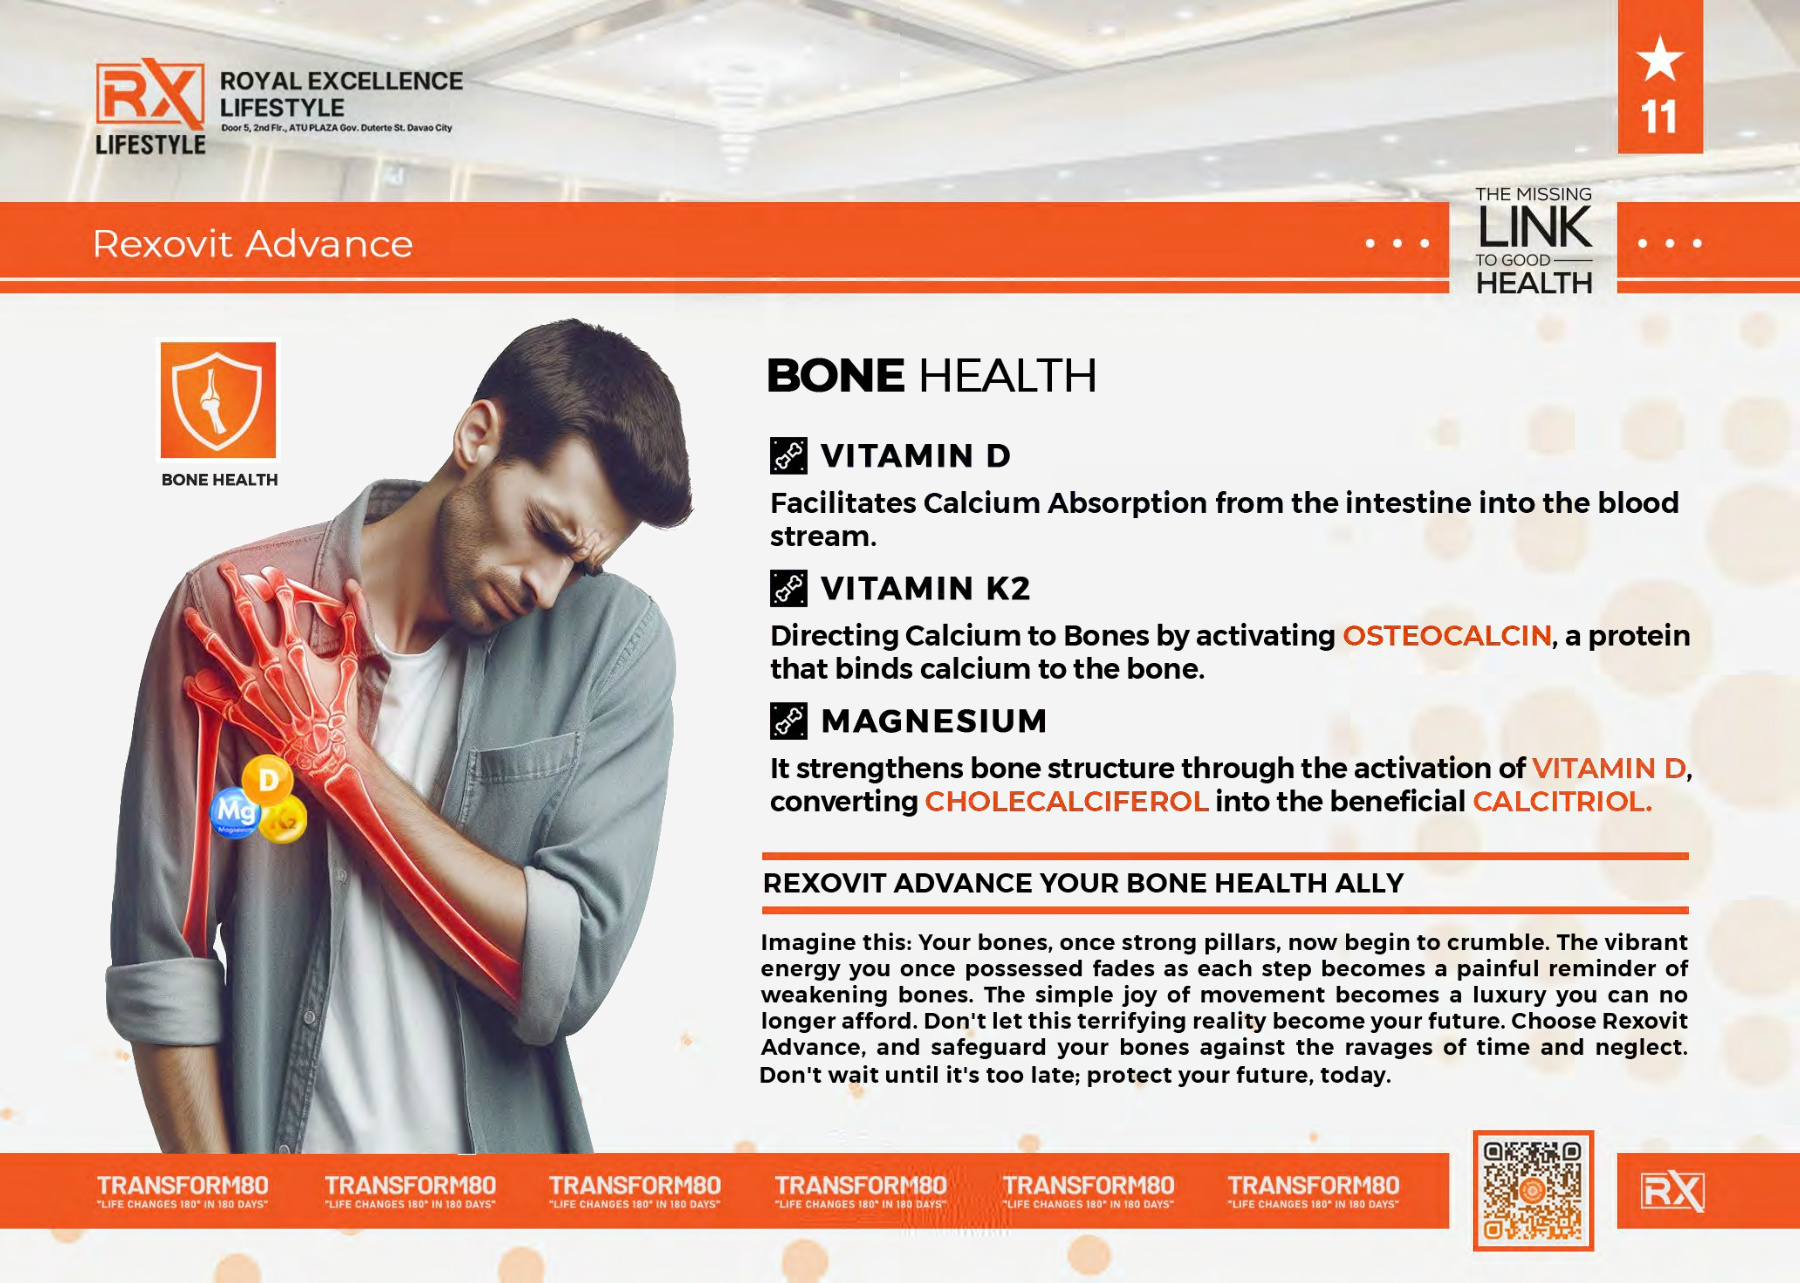 RX
LIFESTYLE
ROYAL EXCELLENCE
LIFESTYLE
Door 5, 2nd Flr., ATU PLAZA Gov. Duterte St. Davao City
11
Rexovit Advance
THE MISSING
LINK
TO GOOD
HEALTH
BONE HEALTH
D
Mg
Magnesium
K2
BONE HEALTH
VITAMIN D
Facilitates Calcium Absorption from the intestine into the blood
stream.
VITAMIN K2
Directing Calcium to Bones by activating OSTEOCALCIN, a protein
that binds calcium to the bone.
MAGNESIUM
It strengthens bone structure through the activation of VITAMIN D,
converting CHOLECALCIFEROL into the beneficial CALCITRIOL.
REXOVIT ADVANCE YOUR BONE HEALTH ALLY
Imagine this: Your bones, once strong pillars, now begin to crumble. The vibrant
energy you once possessed fades as each step becomes a painful reminder of
weakening bones. The simple joy of movement becomes a luxury you can no
longer afford. Don't let this terrifying reality become your future. Choose Rexovit
Advance, and safeguard your bones against the ravages of time and neglect.
Don't wait until it's too late; protect your future, today.
TRANSFORM80 TRANSFORM80 TRANSFORM80 TRANSFORM80 TRANSFORM80 TRANSFORM80
"LIFE CHANGES 180° IN 180 DAYS" "LIFE CHANGES 180° IN 180 DAYS" "LIFE CHANGES 180° IN 180 DAYS" "LIFE CHANGES 180° IN 180 DAYS" "LIFE CHANGES 180° IN 180 DAYS" "LIFE CHANGES 180° IN 180 DAYS"
RX